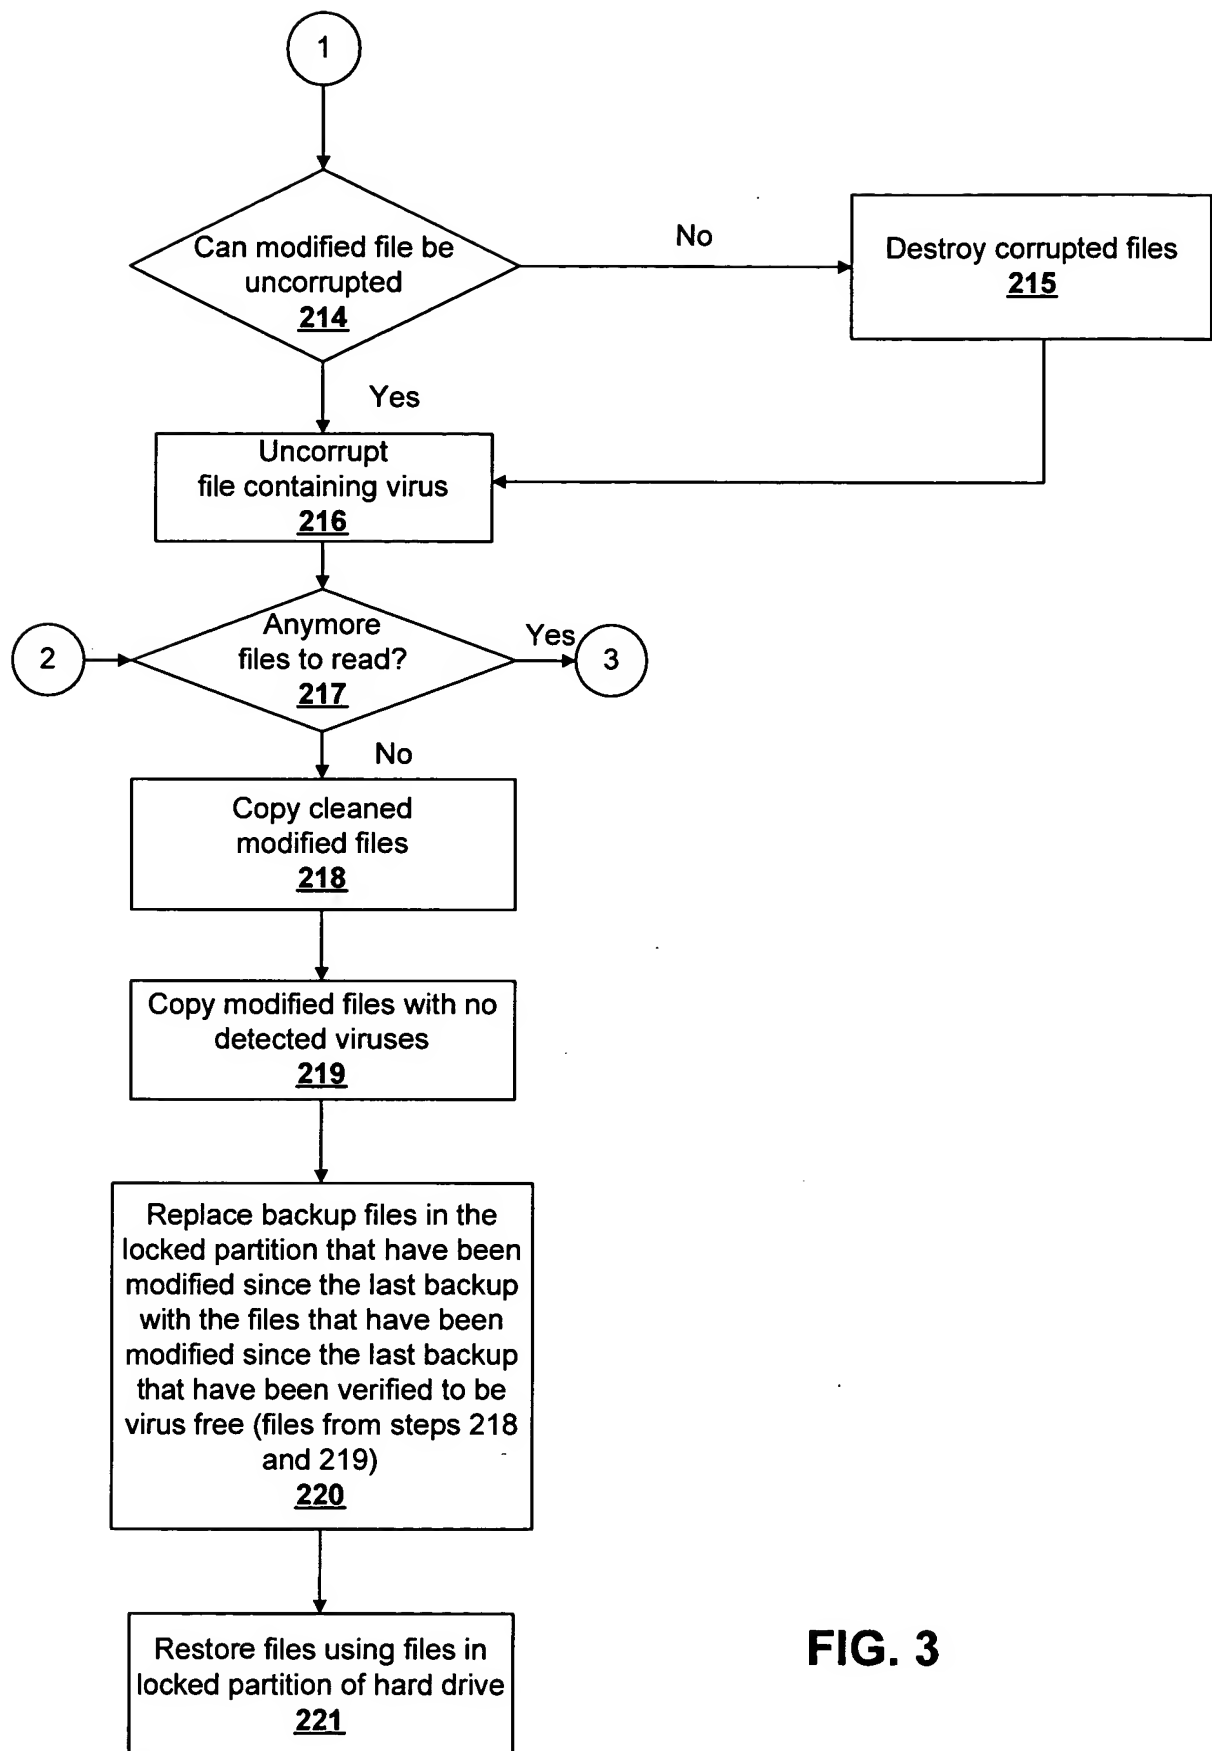 1
Can modified file be
uncorrupted
214
No
Destroy corrupted files
215
Yes
Uncorrupt
file containing virus
216
2
Anymore
files to read?
217
Yes
3
No
Copy cleaned
modified files
218
Copy modified files with no
detected viruses
219
Replace backup files in the
locked partition that have been
modified since the last backup
with the files that have been
modified since the last backup
that have been verified to be
virus free (files from steps 218
and 219)
220
Restore files using files in
locked partition of hard drive
221
FIG. 3